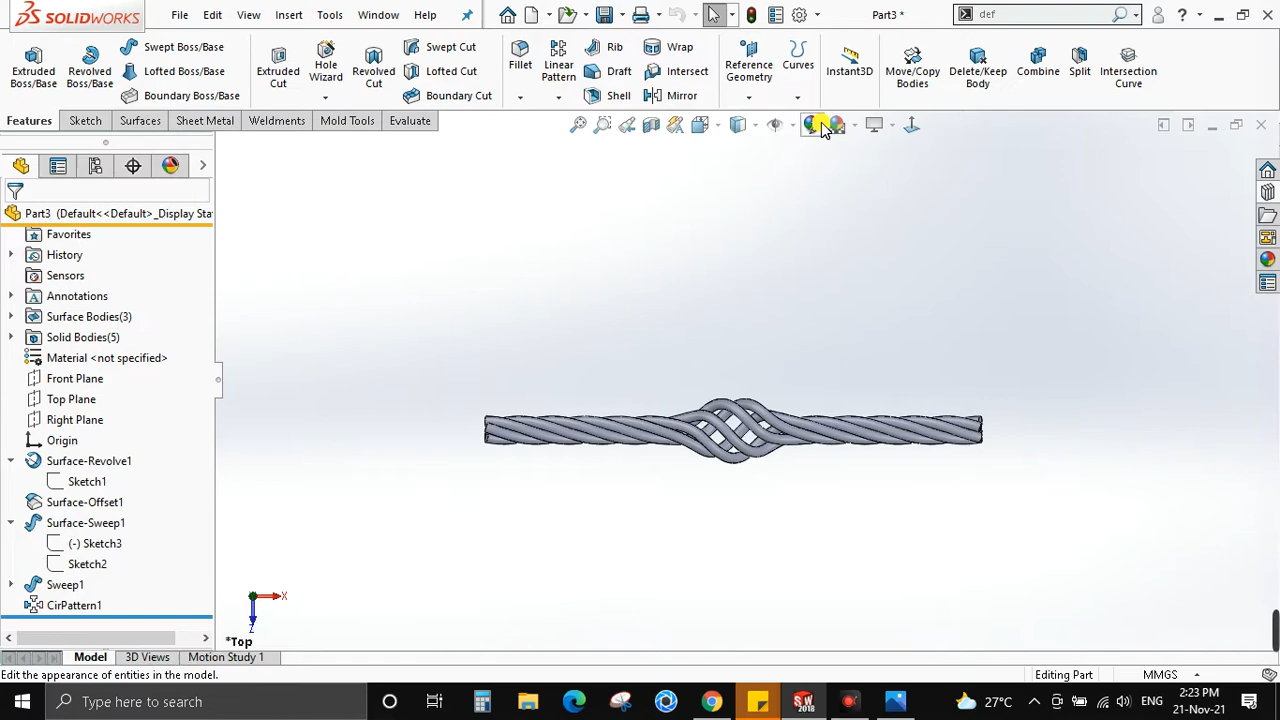 DS SOLIDWORKS File Edit View Insert Tools Window Help Part3 * def ?
Extruded Boss/Base
Revolved Boss/Base
Swept Boss/Base
Lofted Boss/Base
Boundary Boss/Base
Extruded Cut
Hole Wizard
Revolved Cut
Swept Cut
Lofted Cut
Boundary Cut
Fillet
Linear Pattern
Rib
Draft
Shell
Wrap
Intersect
Mirror
Reference Geometry
Curves
Instant3D
Move/Copy Bodies
Delete/Keep Body
Combine
Split
Intersection Curve
Features Sketch Surfaces Sheet Metal Weldments Mold Tools Evaluate
Part3 (Default<<Default>_Display Sta
Favorites
History
Sensors
Annotations
Surface Bodies(3)
Solid Bodies(5)
Material <not specified>
Front Plane
Top Plane
Right Plane
Origin
Surface-Revolve1
Sketch1
Surface-Offset1
Surface-Sweep1
(-) Sketch3
Sketch2
Sweep1
CirPattern1
X
Z
*Top
Model 3D Views Motion Study 1
Edit the appearance of entities in the model. Editing Part MMGS
Type here to search SW 2018 27°C ENG 2:23 PM 21-Nov-21